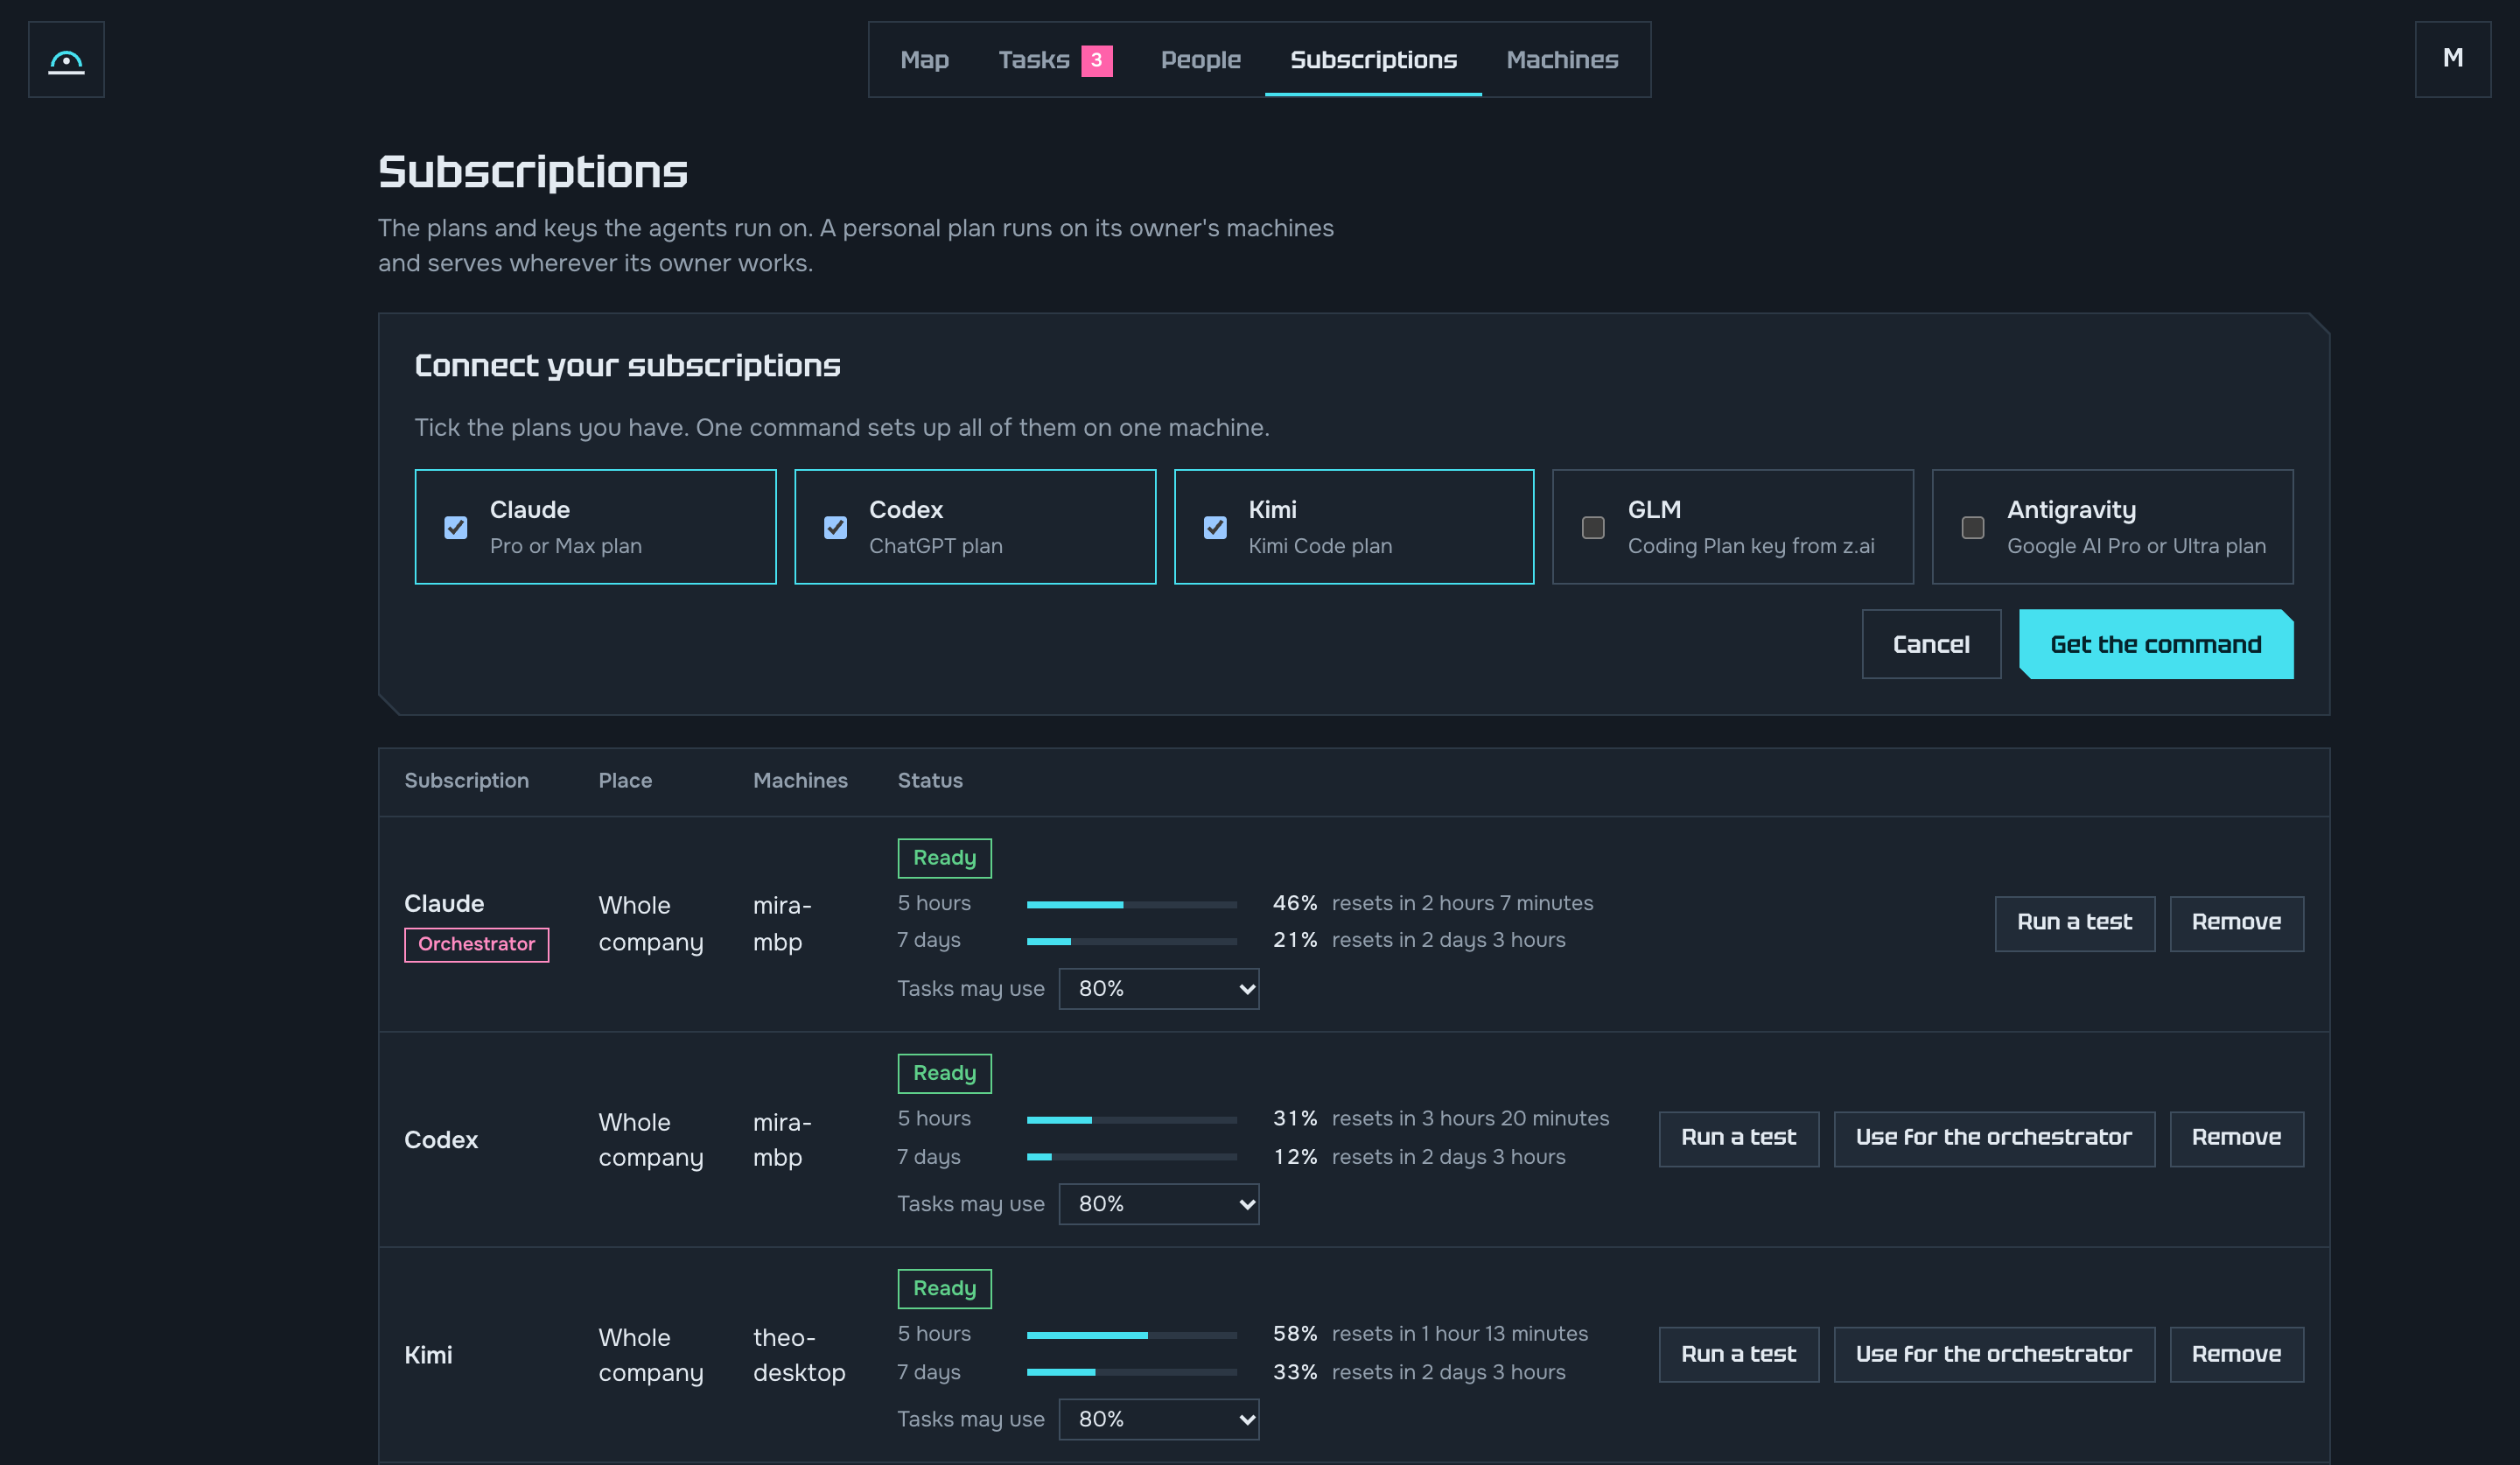 Map Tasks 3 People Subscriptions Machines M
Subscriptions
The plans and keys the agents run on. A personal plan runs on its owner's machines
and serves wherever its owner works.
Connect your subscriptions
Tick the plans you have. One command sets up all of them on one machine.
Claude
Pro or Max plan
Codex
ChatGPT plan
Kimi
Kimi Code plan
GLM
Coding Plan key from z.ai
Antigravity
Google AI Pro or Ultra plan
Cancel Get the command
Subscription Place Machines Status
Claude
Orchestrator
Whole
company
mira-
mbp
Ready
5 hours 46% resets in 2 hours 7 minutes
7 days 21% resets in 2 days 3 hours
Tasks may use 80%
Run a test Remove
Codex
Whole
company
mira-
mbp
Ready
5 hours 31% resets in 3 hours 20 minutes
7 days 12% resets in 2 days 3 hours
Tasks may use 80%
Run a test Use for the orchestrator Remove
Kimi
Whole
company
theo-
desktop
Ready
5 hours 58% resets in 1 hour 13 minutes
7 days 33% resets in 2 days 3 hours
Tasks may use 80%
Run a test Use for the orchestrator Remove